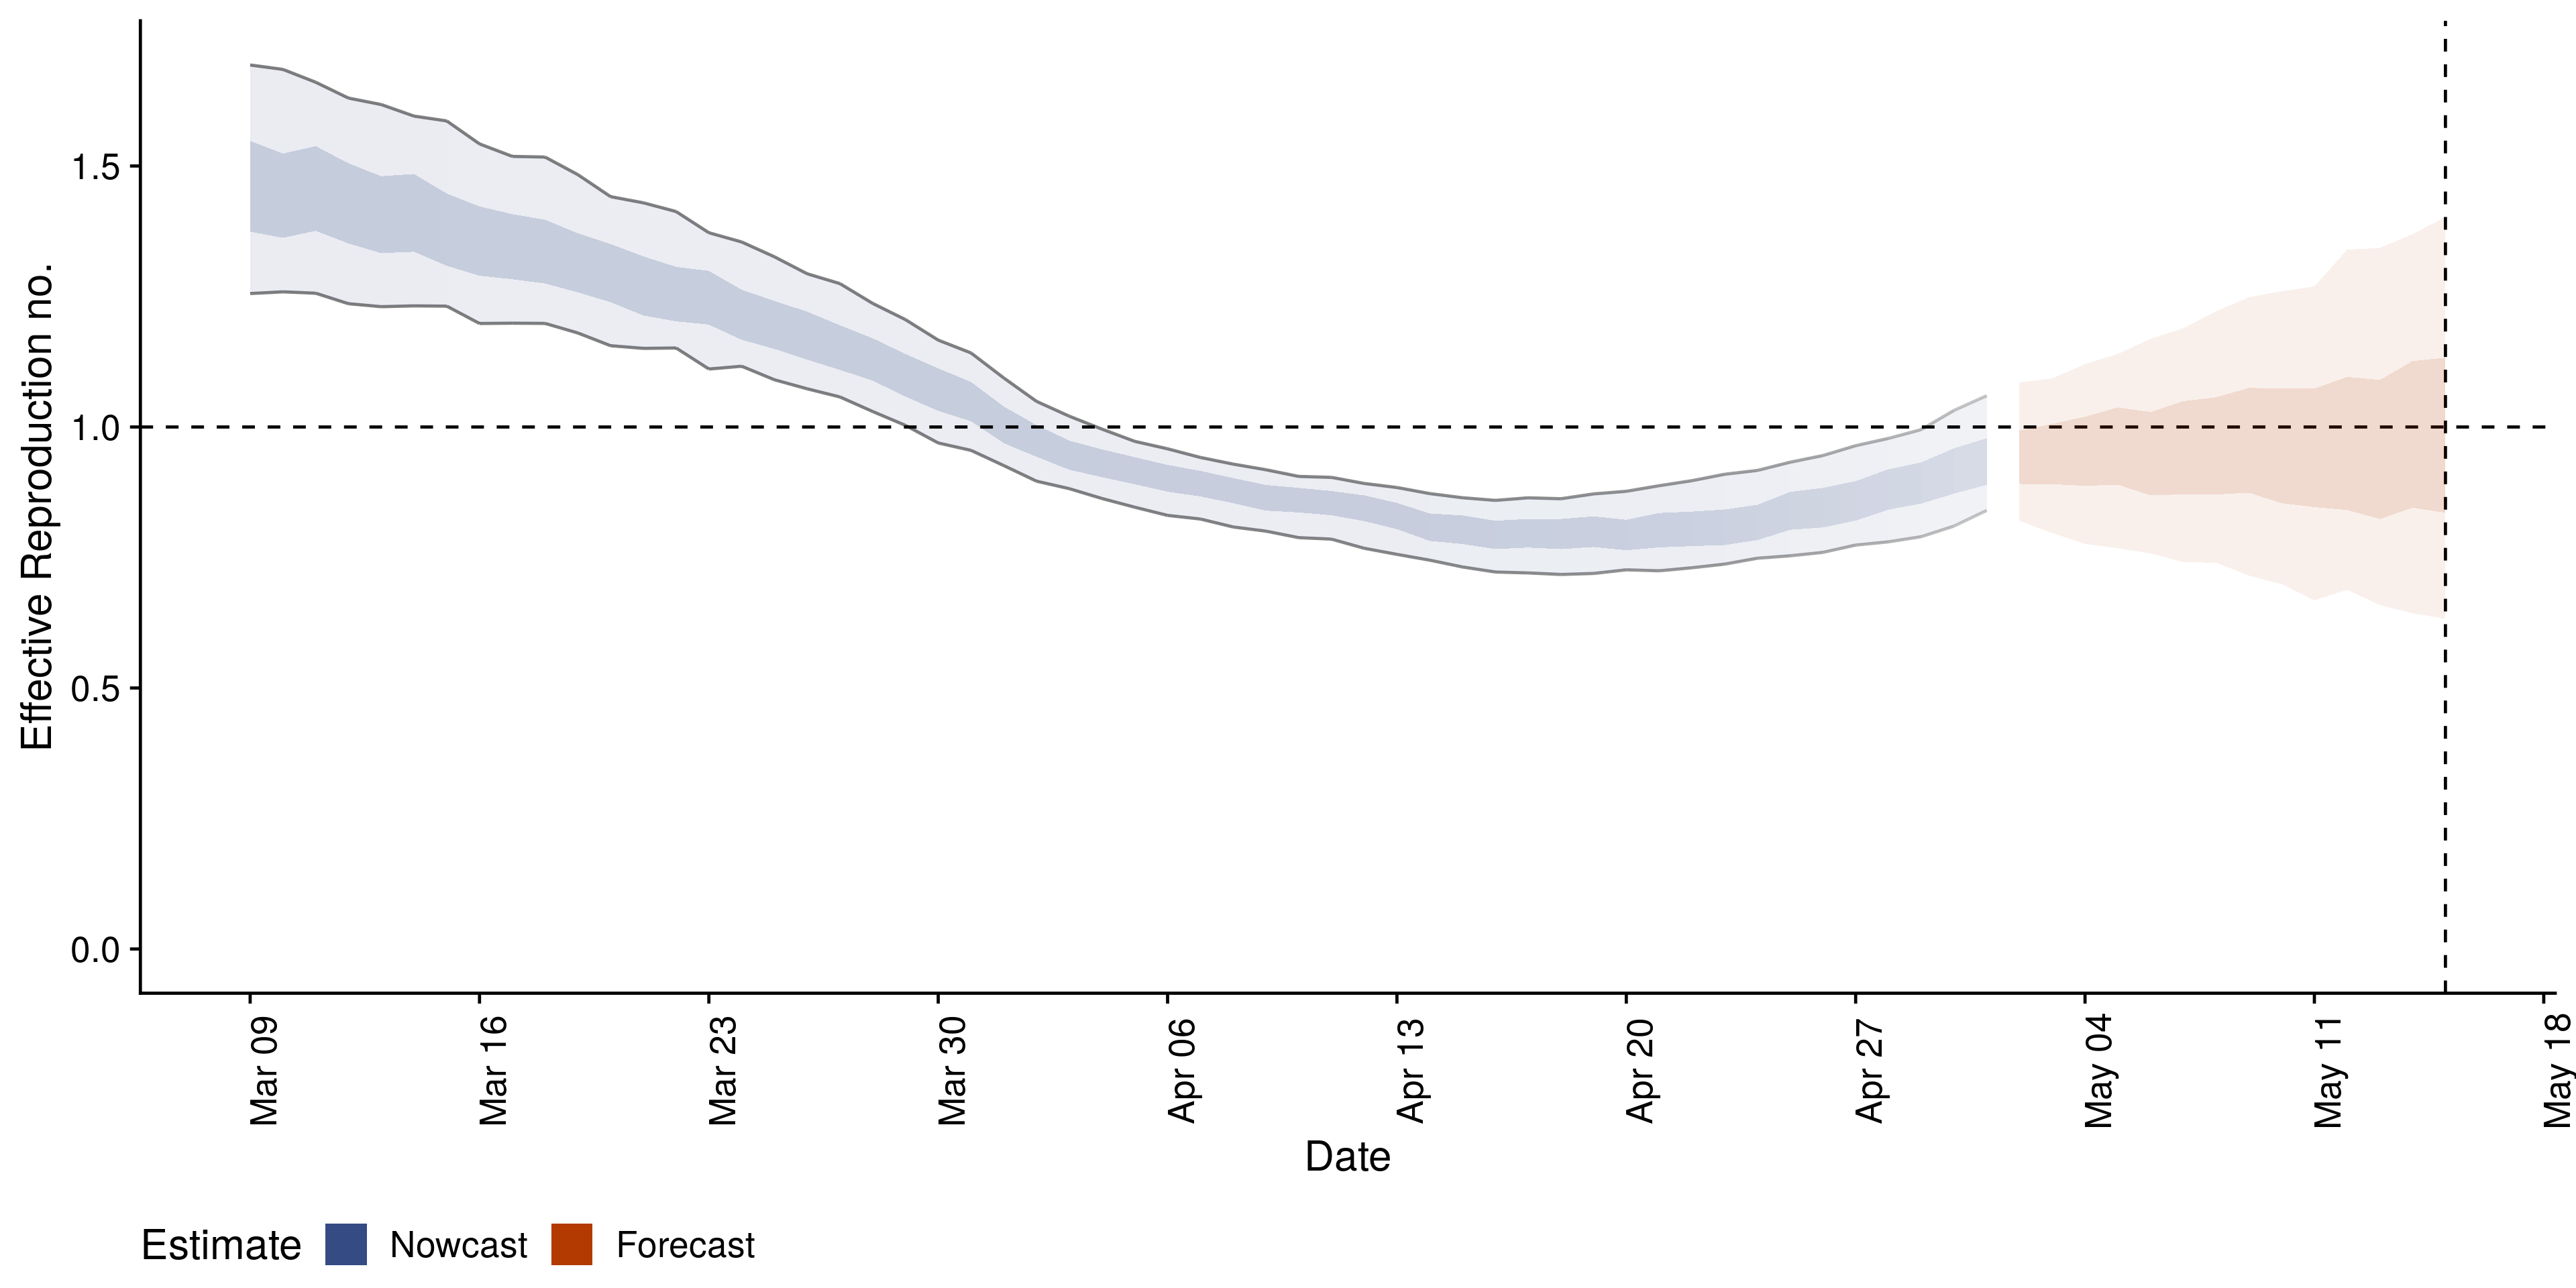 Effective Reproduction no.
1.5
1.0
0.5
0.0
Mar 09
Mar 16
Mar 23
Mar 30
Apr 06
Apr 13
Apr 20
Apr 27
May 04
May 11
May 18
Date
Estimate Nowcast Forecast